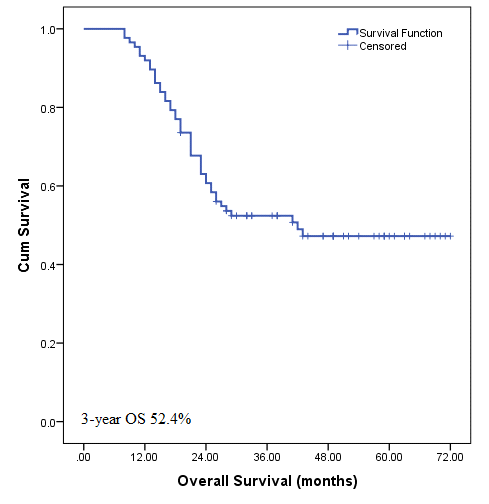 Survival Function
Censored
1.0
0.8
0.6
0.4
0.2
0.0
Cum Survival
3-year OS 52.4%
.00 12.00 24.00 36.00 48.00 60.00 72.00
Overall Survival (months)